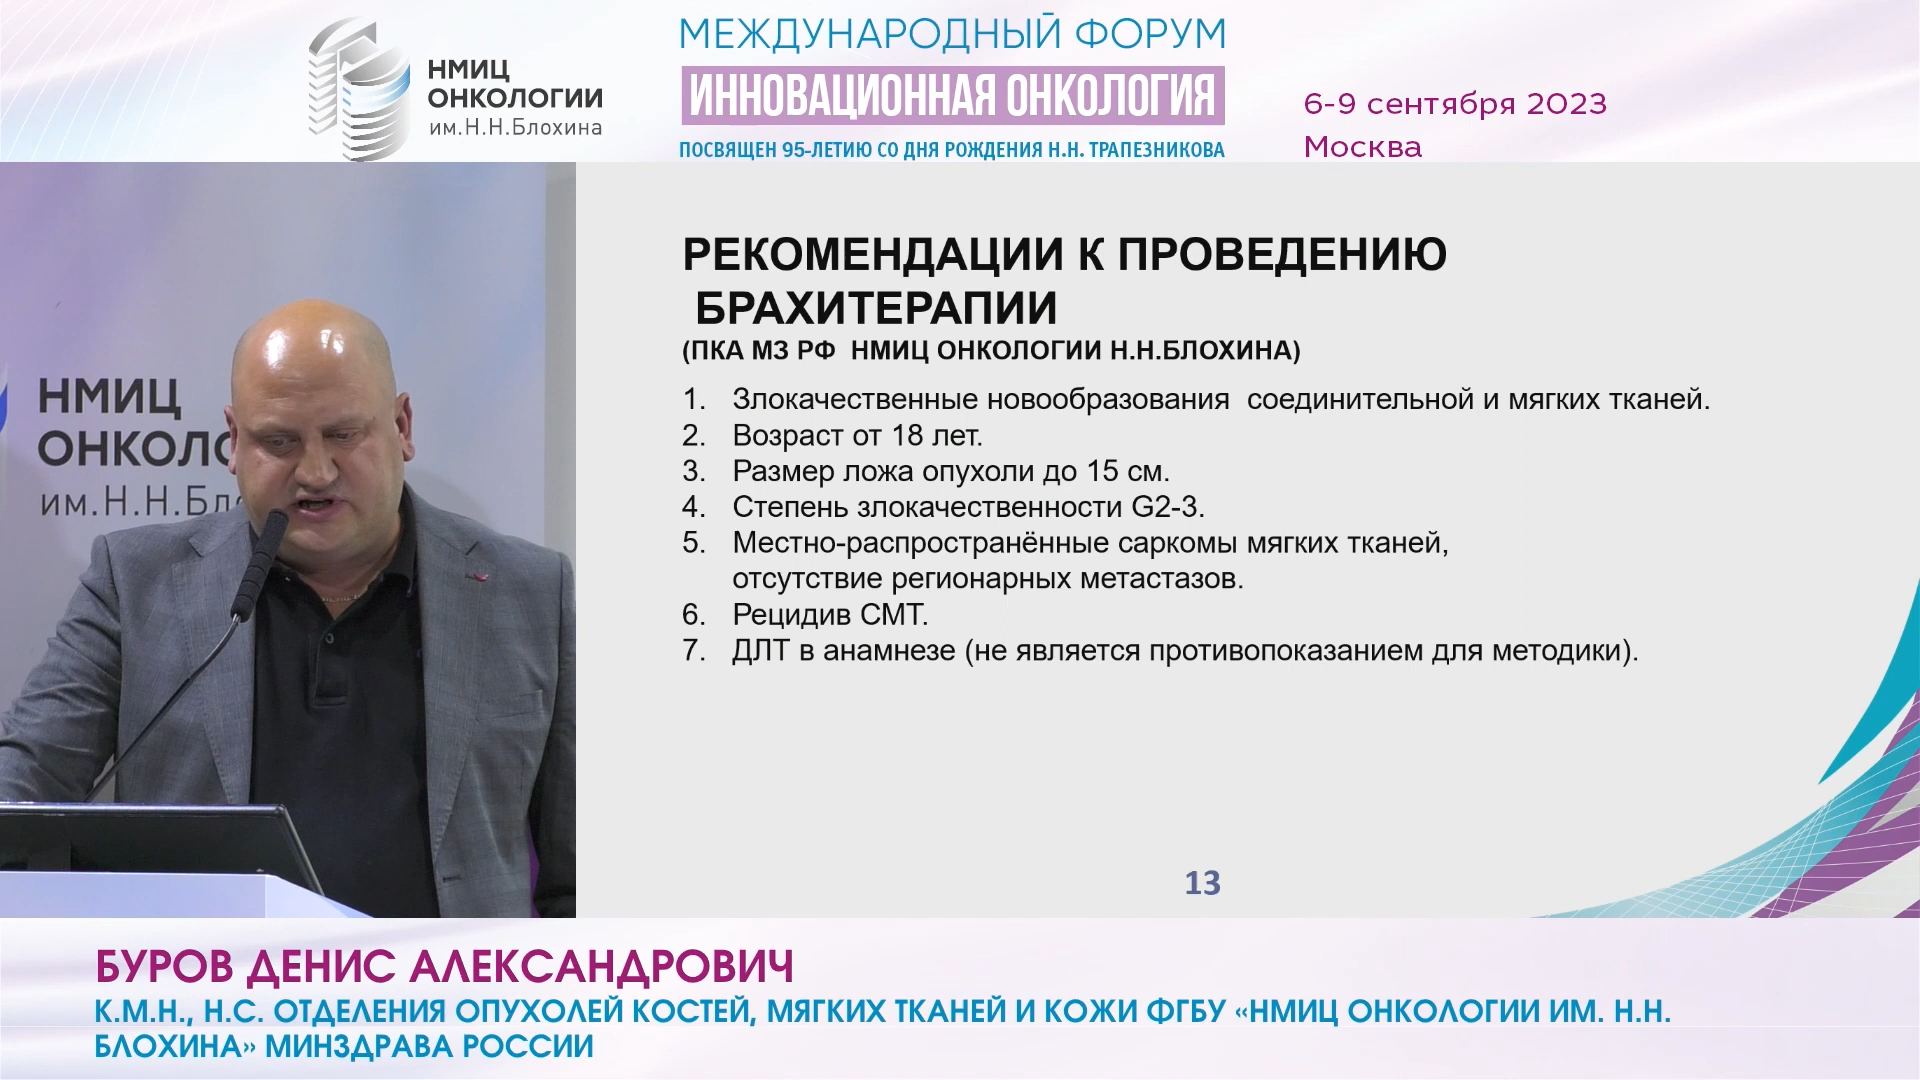 НМИЦ
ОНКОЛОГИИ
им.Н.Н.Блохина
МЕЖДУНАРОДНЫЙ ФОРУМ
ИННОВАЦИОННАЯ ОНКОЛОГИЯ
ПОСВЯЩЕН 95-ЛЕТИЮ СО ДНЯ РОЖДЕНИЯ Н.Н. ТРАПЕЗНИКОВА
6-9 сентября 2023
Москва
НМИЦ
ОНКОЛО
им.Н.Н.Бло
РЕКОМЕНДАЦИИ К ПРОВЕДЕНИЮ
БРАХИТЕРАПИИ
(ПКА МЗ РФ НМИЦ ОНКОЛОГИИ Н.Н.БЛОХИНА)
1. Злокачественные новообразования соединительной и мягких тканей.
2. Возраст от 18 лет.
3. Размер ложа опухоли до 15 см.
4. Степень злокачественности G2-3.
5. Местно-распространённые саркомы мягких тканей,
отсутствие регионарных метастазов.
6. Рецидив СМТ.
7. ДЛТ в анамнезе (не является противопоказанием для методики).
13
БУРОВ ДЕНИС АЛЕКСАНДРОВИЧ
К.М.Н., Н.С. ОТДЕЛЕНИЯ ОПУХОЛЕЙ КОСТЕЙ, МЯГКИХ ТКАНЕЙ И КОЖИ ФГБУ «НМИЦ ОНКОЛОГИИ ИМ. Н.Н.
БЛОХИНА» МИНЗДРАВА РОССИИ